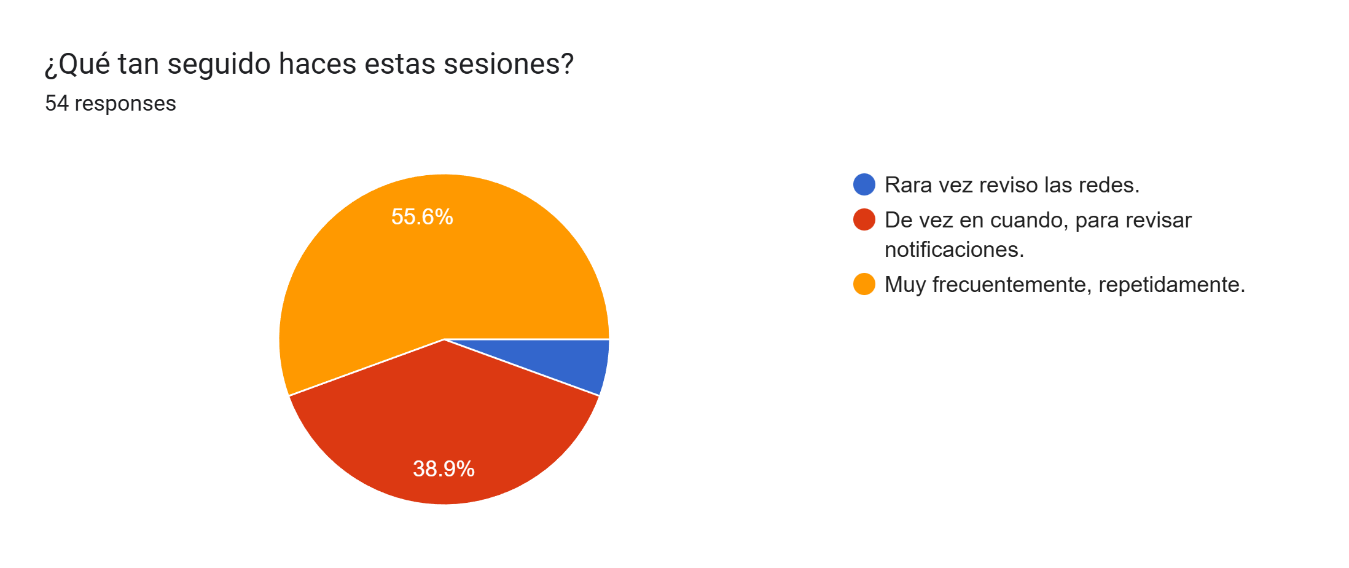 ¿Qué tan seguido haces estas sesiones?
54 responses
55.6%
38.9%
Rara vez reviso las redes.
De vez en cuando, para revisar
notificaciones.
Muy frecuentemente, repetidamente.